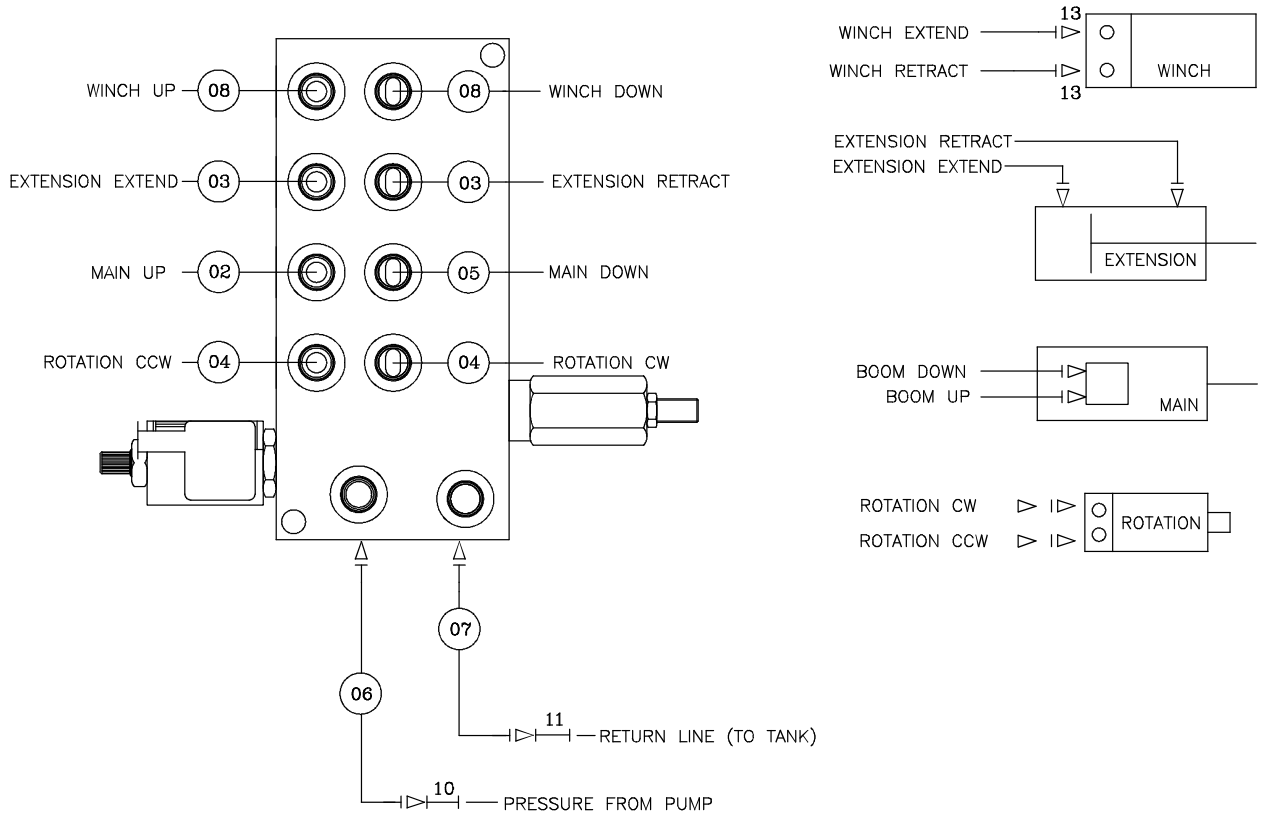 WINCH UP 08 08 WINCH DOWN
EXTENSION EXTEND 03 03 EXTENSION RETRACT
MAIN UP 02 05 MAIN DOWN
ROTATION CCW 04 04 ROTATION CW
07
06
11
RETURN LINE (TO TANK)
10
PRESSURE FROM PUMP
13
WINCH EXTEND
WINCH RETRACT WINCH
13
EXTENSION RETRACT
EXTENSION EXTEND
EXTENSION
BOOM DOWN
BOOM UP
MAIN
ROTATION CW
ROTATION
ROTATION CCW